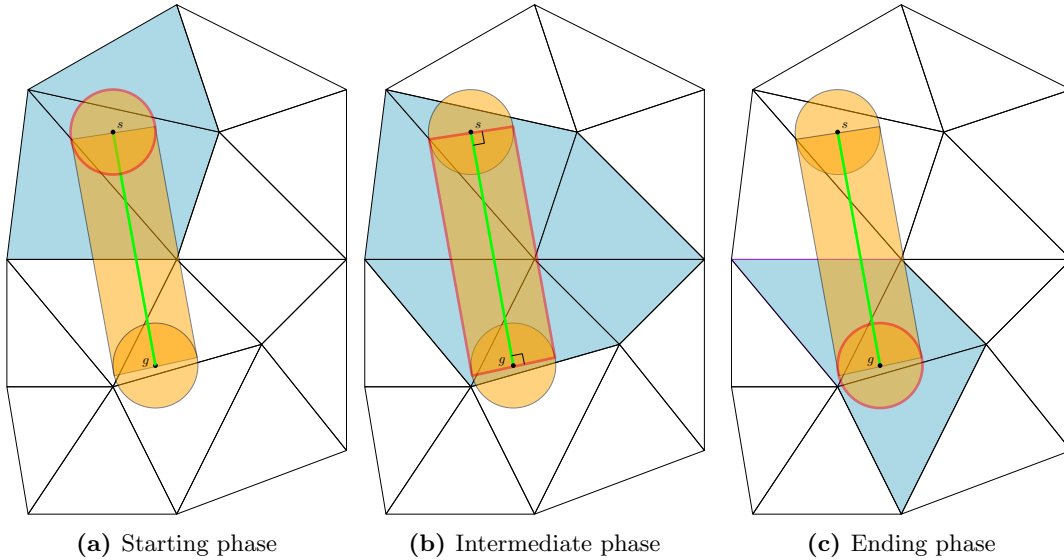 s
g
s
g
s
g
(a) Starting phase
(b) Intermediate phase
(c) Ending phase